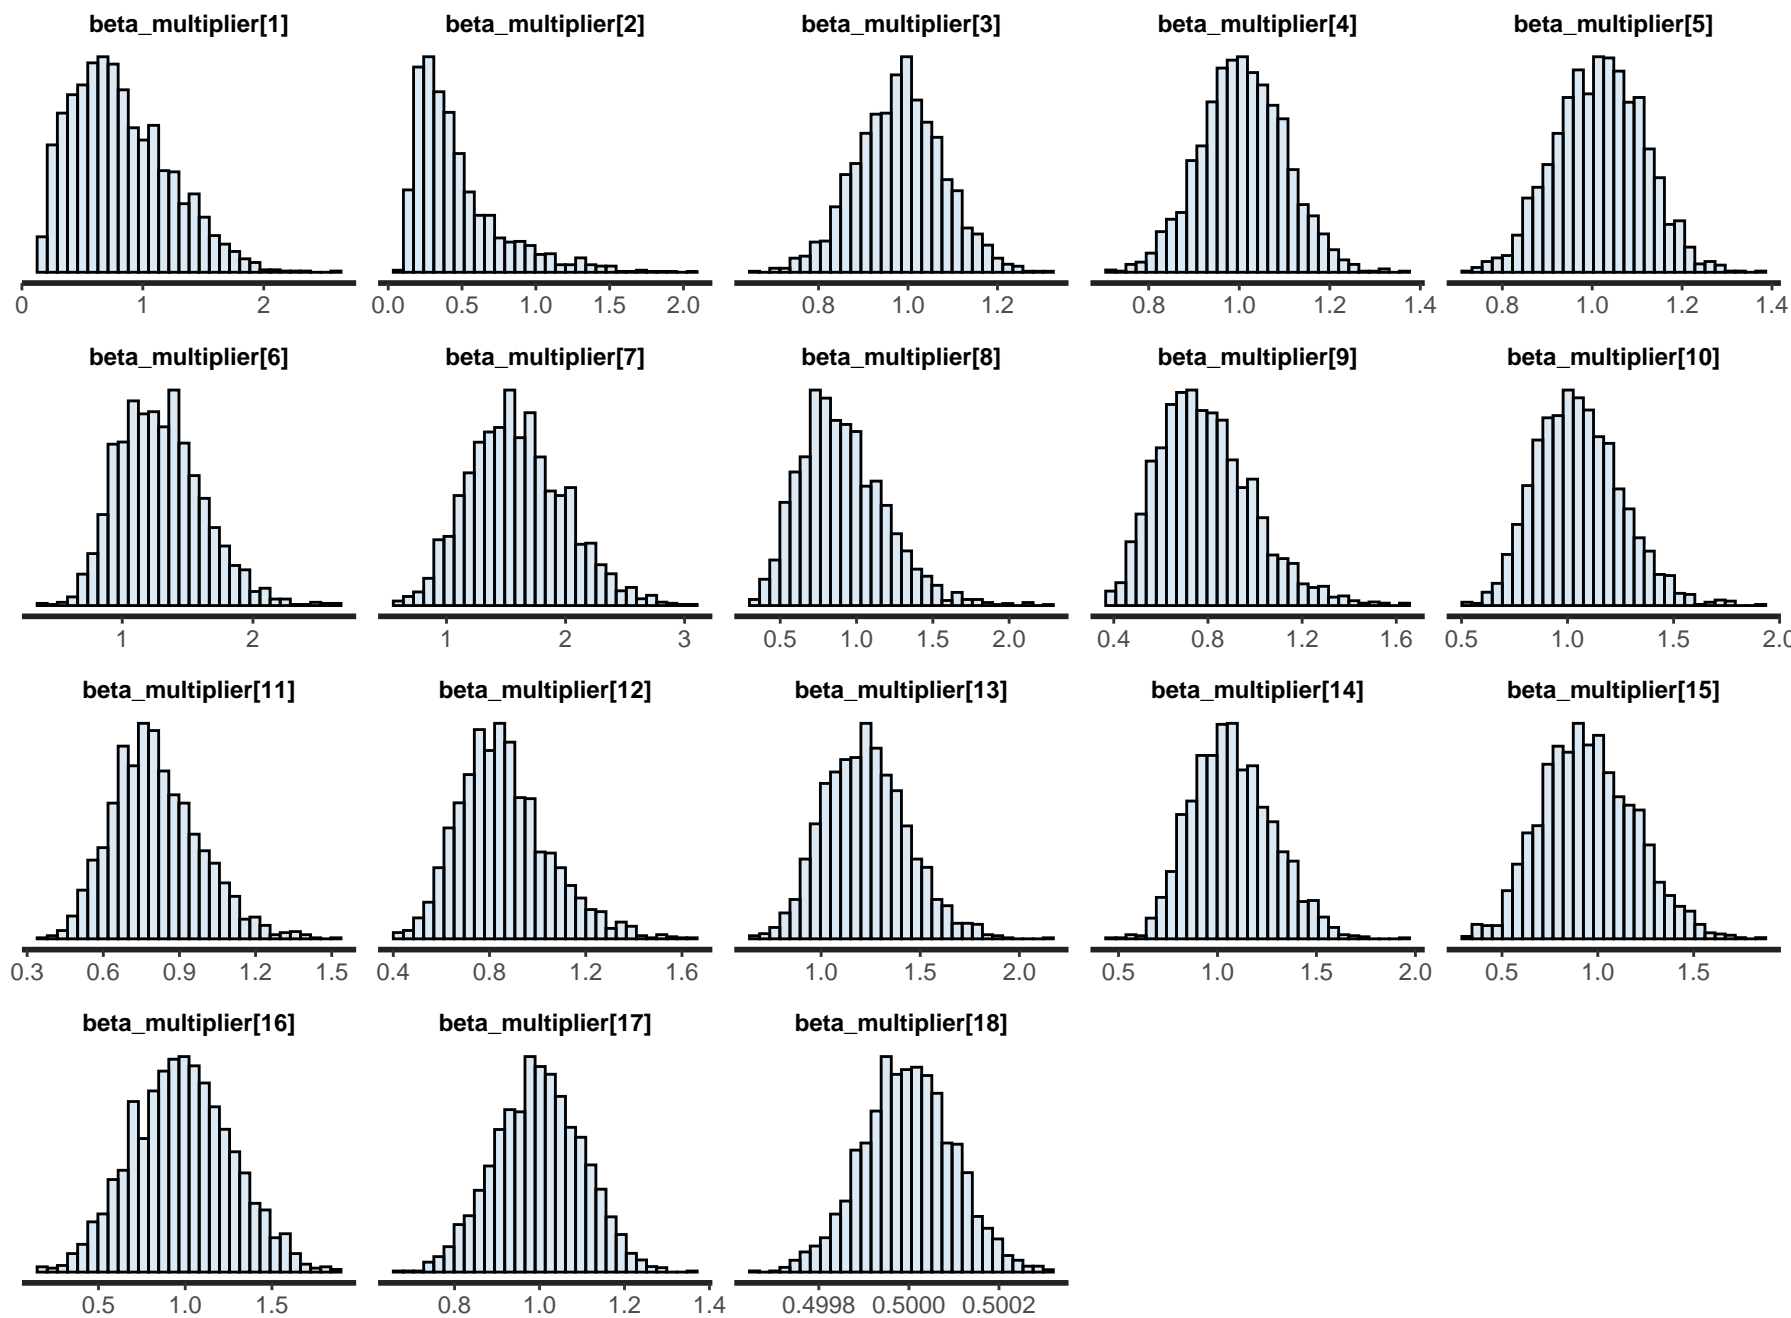 beta_multiplier[1] beta_multiplier[2] beta_multiplier[3] beta_multiplier[4] beta_multiplier[5]
0 1 2 0.0 0.5 1.0 1.5 2.0 0.8 1.0 1.2 0.8 1.0 1.2 1.4 0.8 1.0 1.2 1.4
beta_multiplier[6] beta_multiplier[7] beta_multiplier[8] beta_multiplier[9] beta_multiplier[10]
1 2 1 2 3 0.5 1.0 1.5 2.0 0.4 0.8 1.2 1.6 0.5 1.0 1.5 2.0
beta_multiplier[11] beta_multiplier[12] beta_multiplier[13] beta_multiplier[14] beta_multiplier[15]
0.3 0.6 0.9 1.2 1.5 0.4 0.8 1.2 1.6 1.0 1.5 2.0 0.5 1.0 1.5 2.0 0.5 1.0 1.5
beta_multiplier[16] beta_multiplier[17] beta_multiplier[18]
0.5 1.0 1.5 0.8 1.0 1.2 1.4 0.4998 0.5000 0.5002